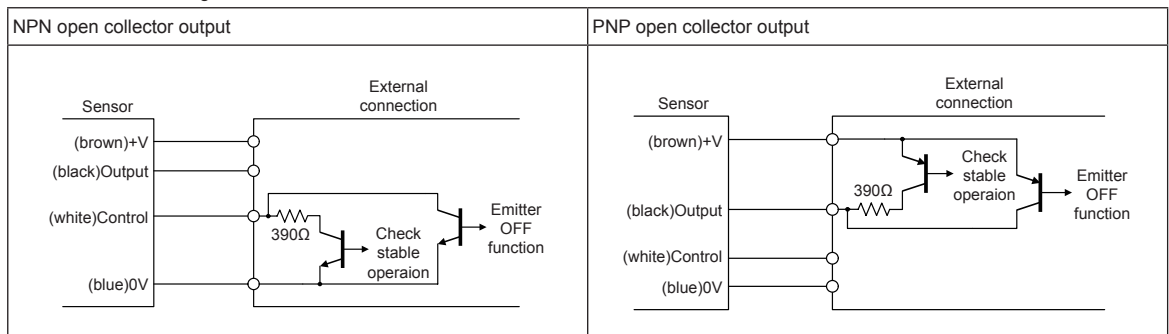 NPN open collector output
External
connection
Sensor
(brown)+V
(black)Output
(white)Control
390Ω
Check
stable
operaion
Emitter
OFF
function
(blue)0V
PNP open collector output
External
connection
Sensor
(brown)+V
Check
stable
operaion
390Ω
Emitter
OFF
function
(black)Output
(white)Control
(blue)0V